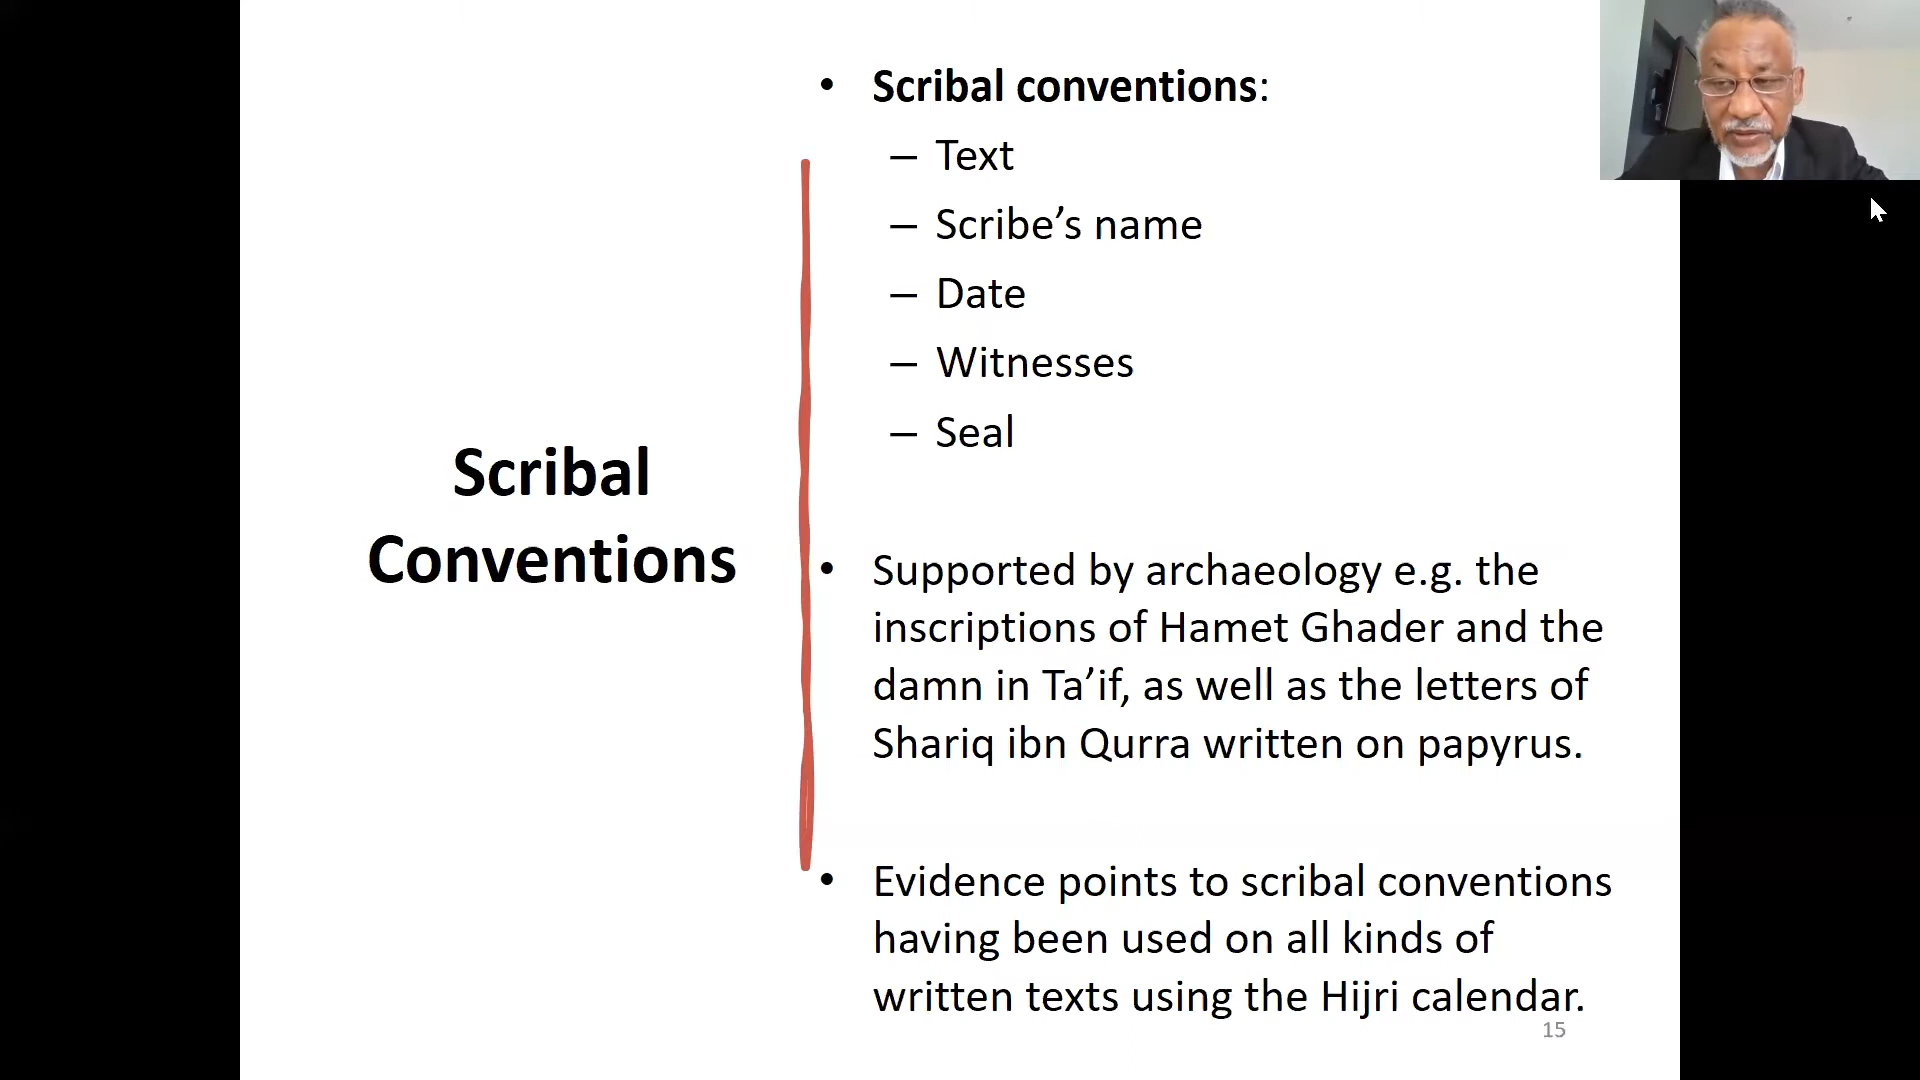 Scribal
Conventions
• Scribal conventions:
– Text
– Scribe’s name
– Date
– Witnesses
– Seal
• Supported by archaeology e.g. the
inscriptions of Hamet Ghader and the
damn in Ta’if, as well as the letters of
Shariq ibn Qurra written on papyrus.
• Evidence points to scribal conventions
having been used on all kinds of
written texts using the Hijri calendar.
15